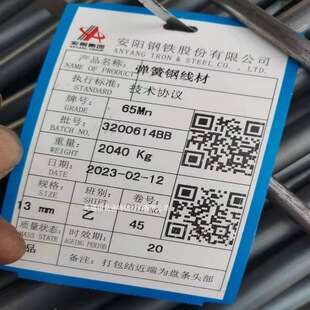 安阳钢铁股份有限公司
安钢集团
ANYANG IRON & STEEL CO., LTD.
品名: 弹簧钢线材
NAME OF PRODUCT
执行标准: 技术协议
STANDARD
牌号: 65Mn
GRADE
批号: 3200614BB
BATCH NO.
重量: 2040 Kg
WEIGHT
日期: 2023-02-12
DATE
规格: 班别: 卷号:
SIZE SHIFT
13 mm 乙 45
质量状态: 时效期: 20
MASS STATE AGEING PERIOD
品
备注: 打包结近端为盘条头部